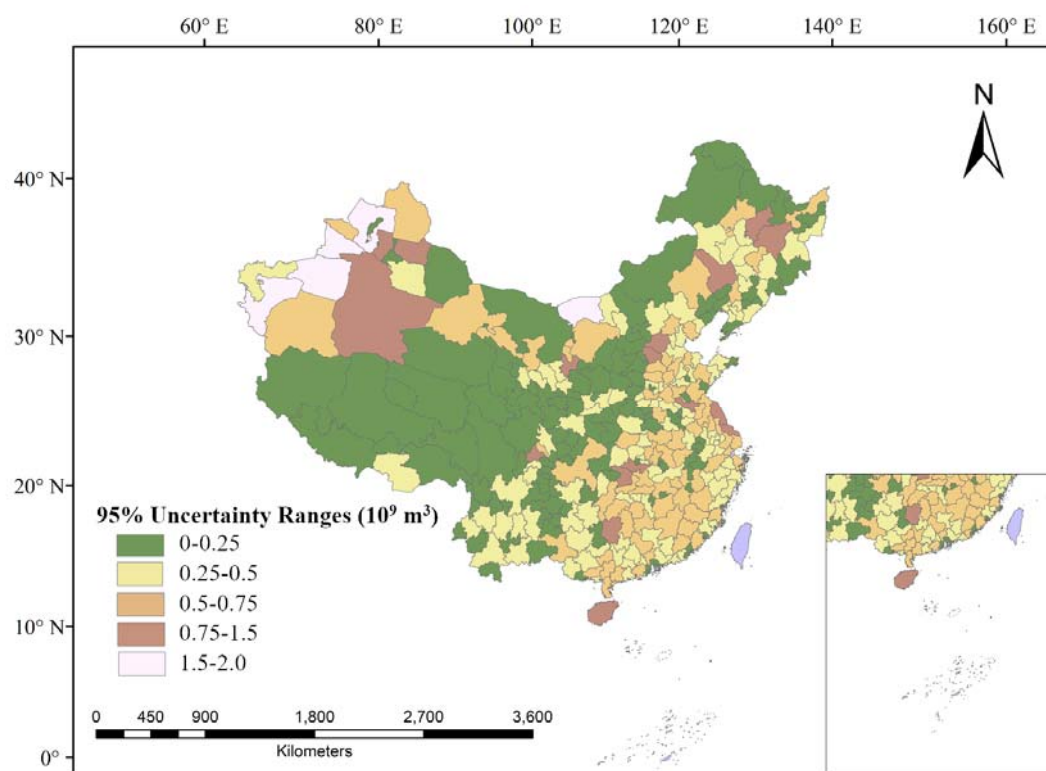 60° E 80° E 100° E 120° E 140° E 160° E
N
40° N
30° N
20° N
95% Uncertainty Ranges (10⁹ m³)
0-0.25
0.25-0.5
0.5-0.75
0.75-1.5
1.5-2.0
10° N
0 450 900 1,800 2,700 3,600
Kilometers
0°